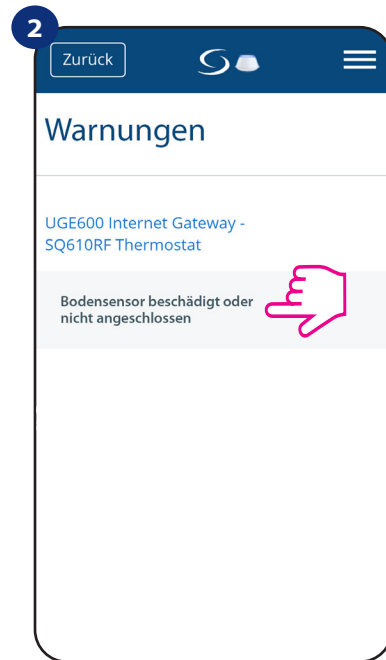 2
Zurück
Warnungen
UGE600 Internet Gateway -
SQ610RF Thermostat
Bodensensor beschädigt oder
nicht angeschlossen